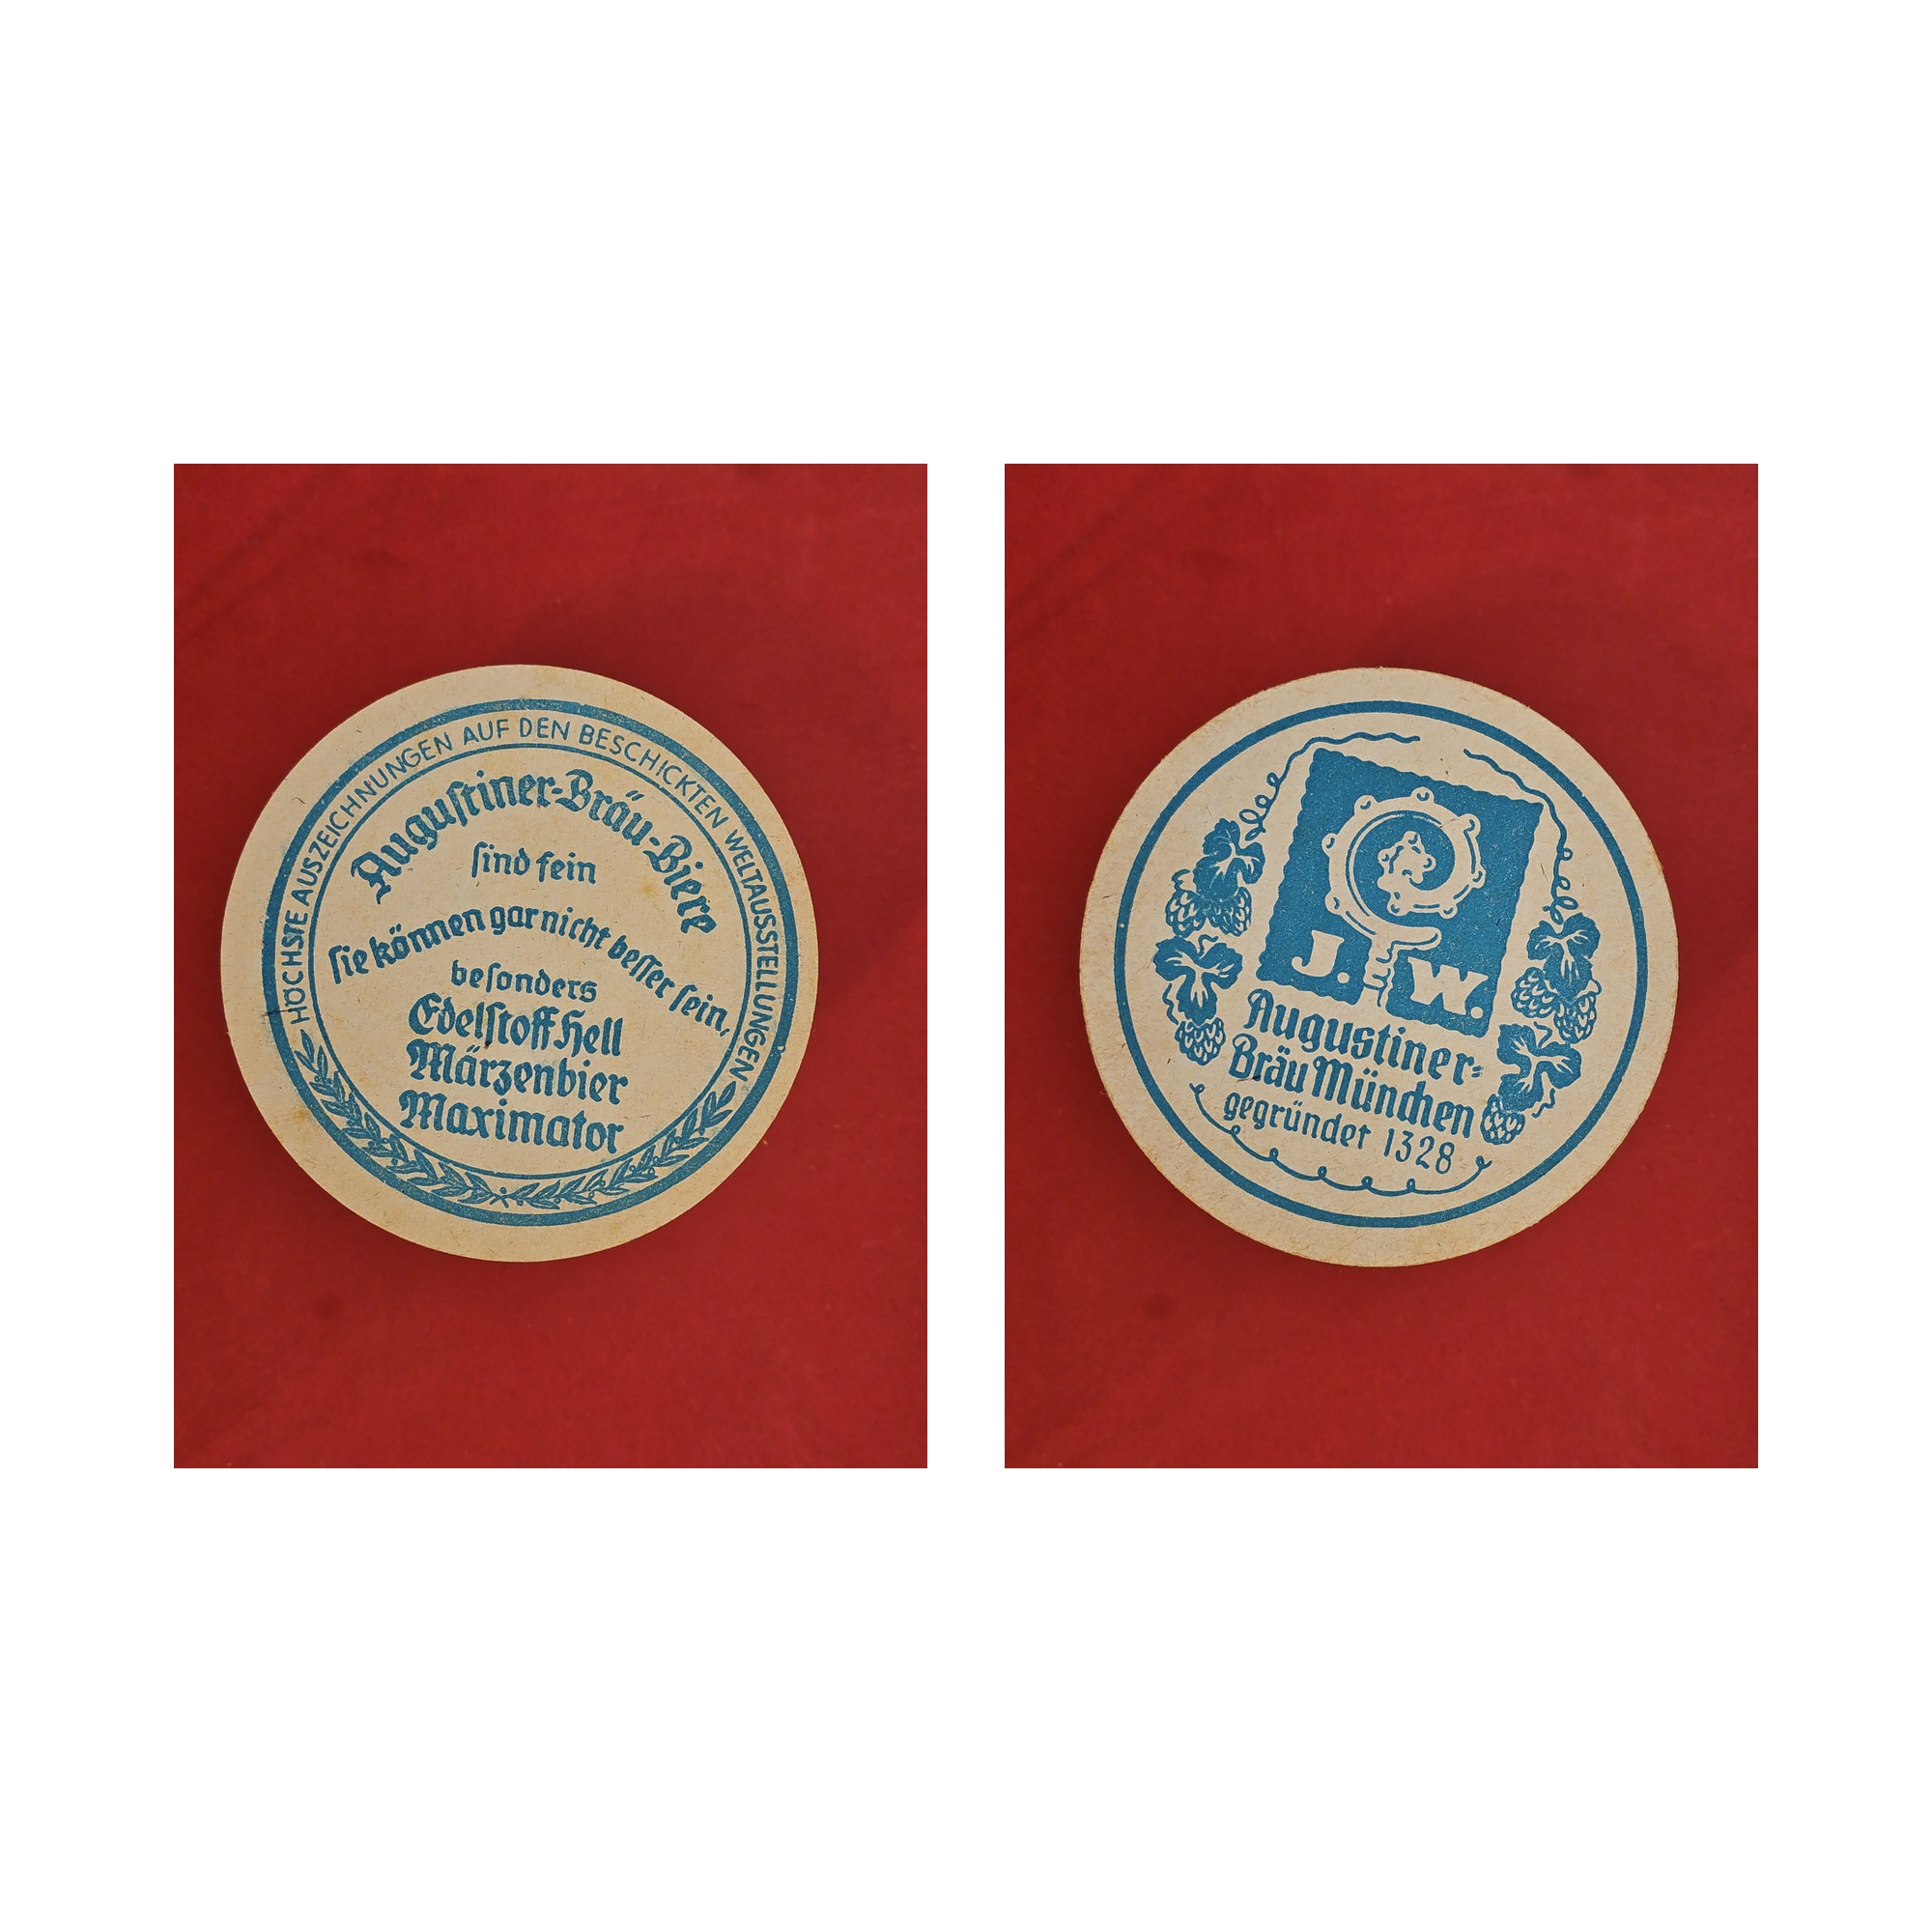 HÖCHSTE AUSZEICHNUNGEN AUF DEN BESCHICKTEN WELTAUSSTELLUNGEN
Auguſtiner-Bräu-Biere
ſind fein
ſie können gar nicht beſſer ſein,
beſonders
Edelſtoff Hell
Märzenbier
Maximator
J. W.
Augustiner-
Bräu München
gegründet 1328